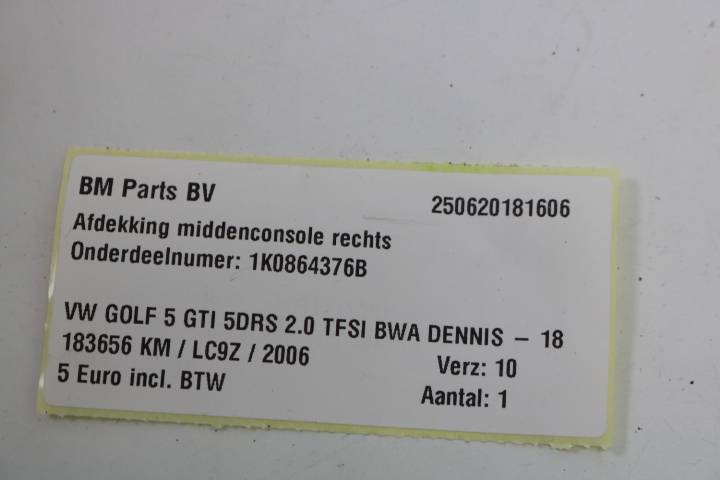 BM Parts BV 250620181606
Afdekking middenconsole rechts
Onderdeelnumer: 1K0864376B
VW GOLF 5 GTI 5DRS 2.0 TFSI BWA DENNIS – 18
183656 KM / LC9Z / 2006 Verz: 10
5 Euro incl. BTW Aantal: 1